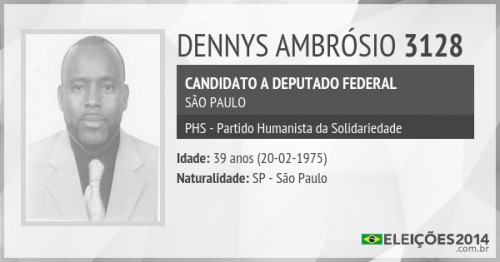 DENNYS AMBRÓSIO 3128
CANDIDATO A DEPUTADO FEDERAL
SÃO PAULO
PHS - Partido Humanista da Solidariedade
Idade: 39 anos (20-02-1975)
Naturalidade: SP - São Paulo
ELEIÇÕES2014
.com.br